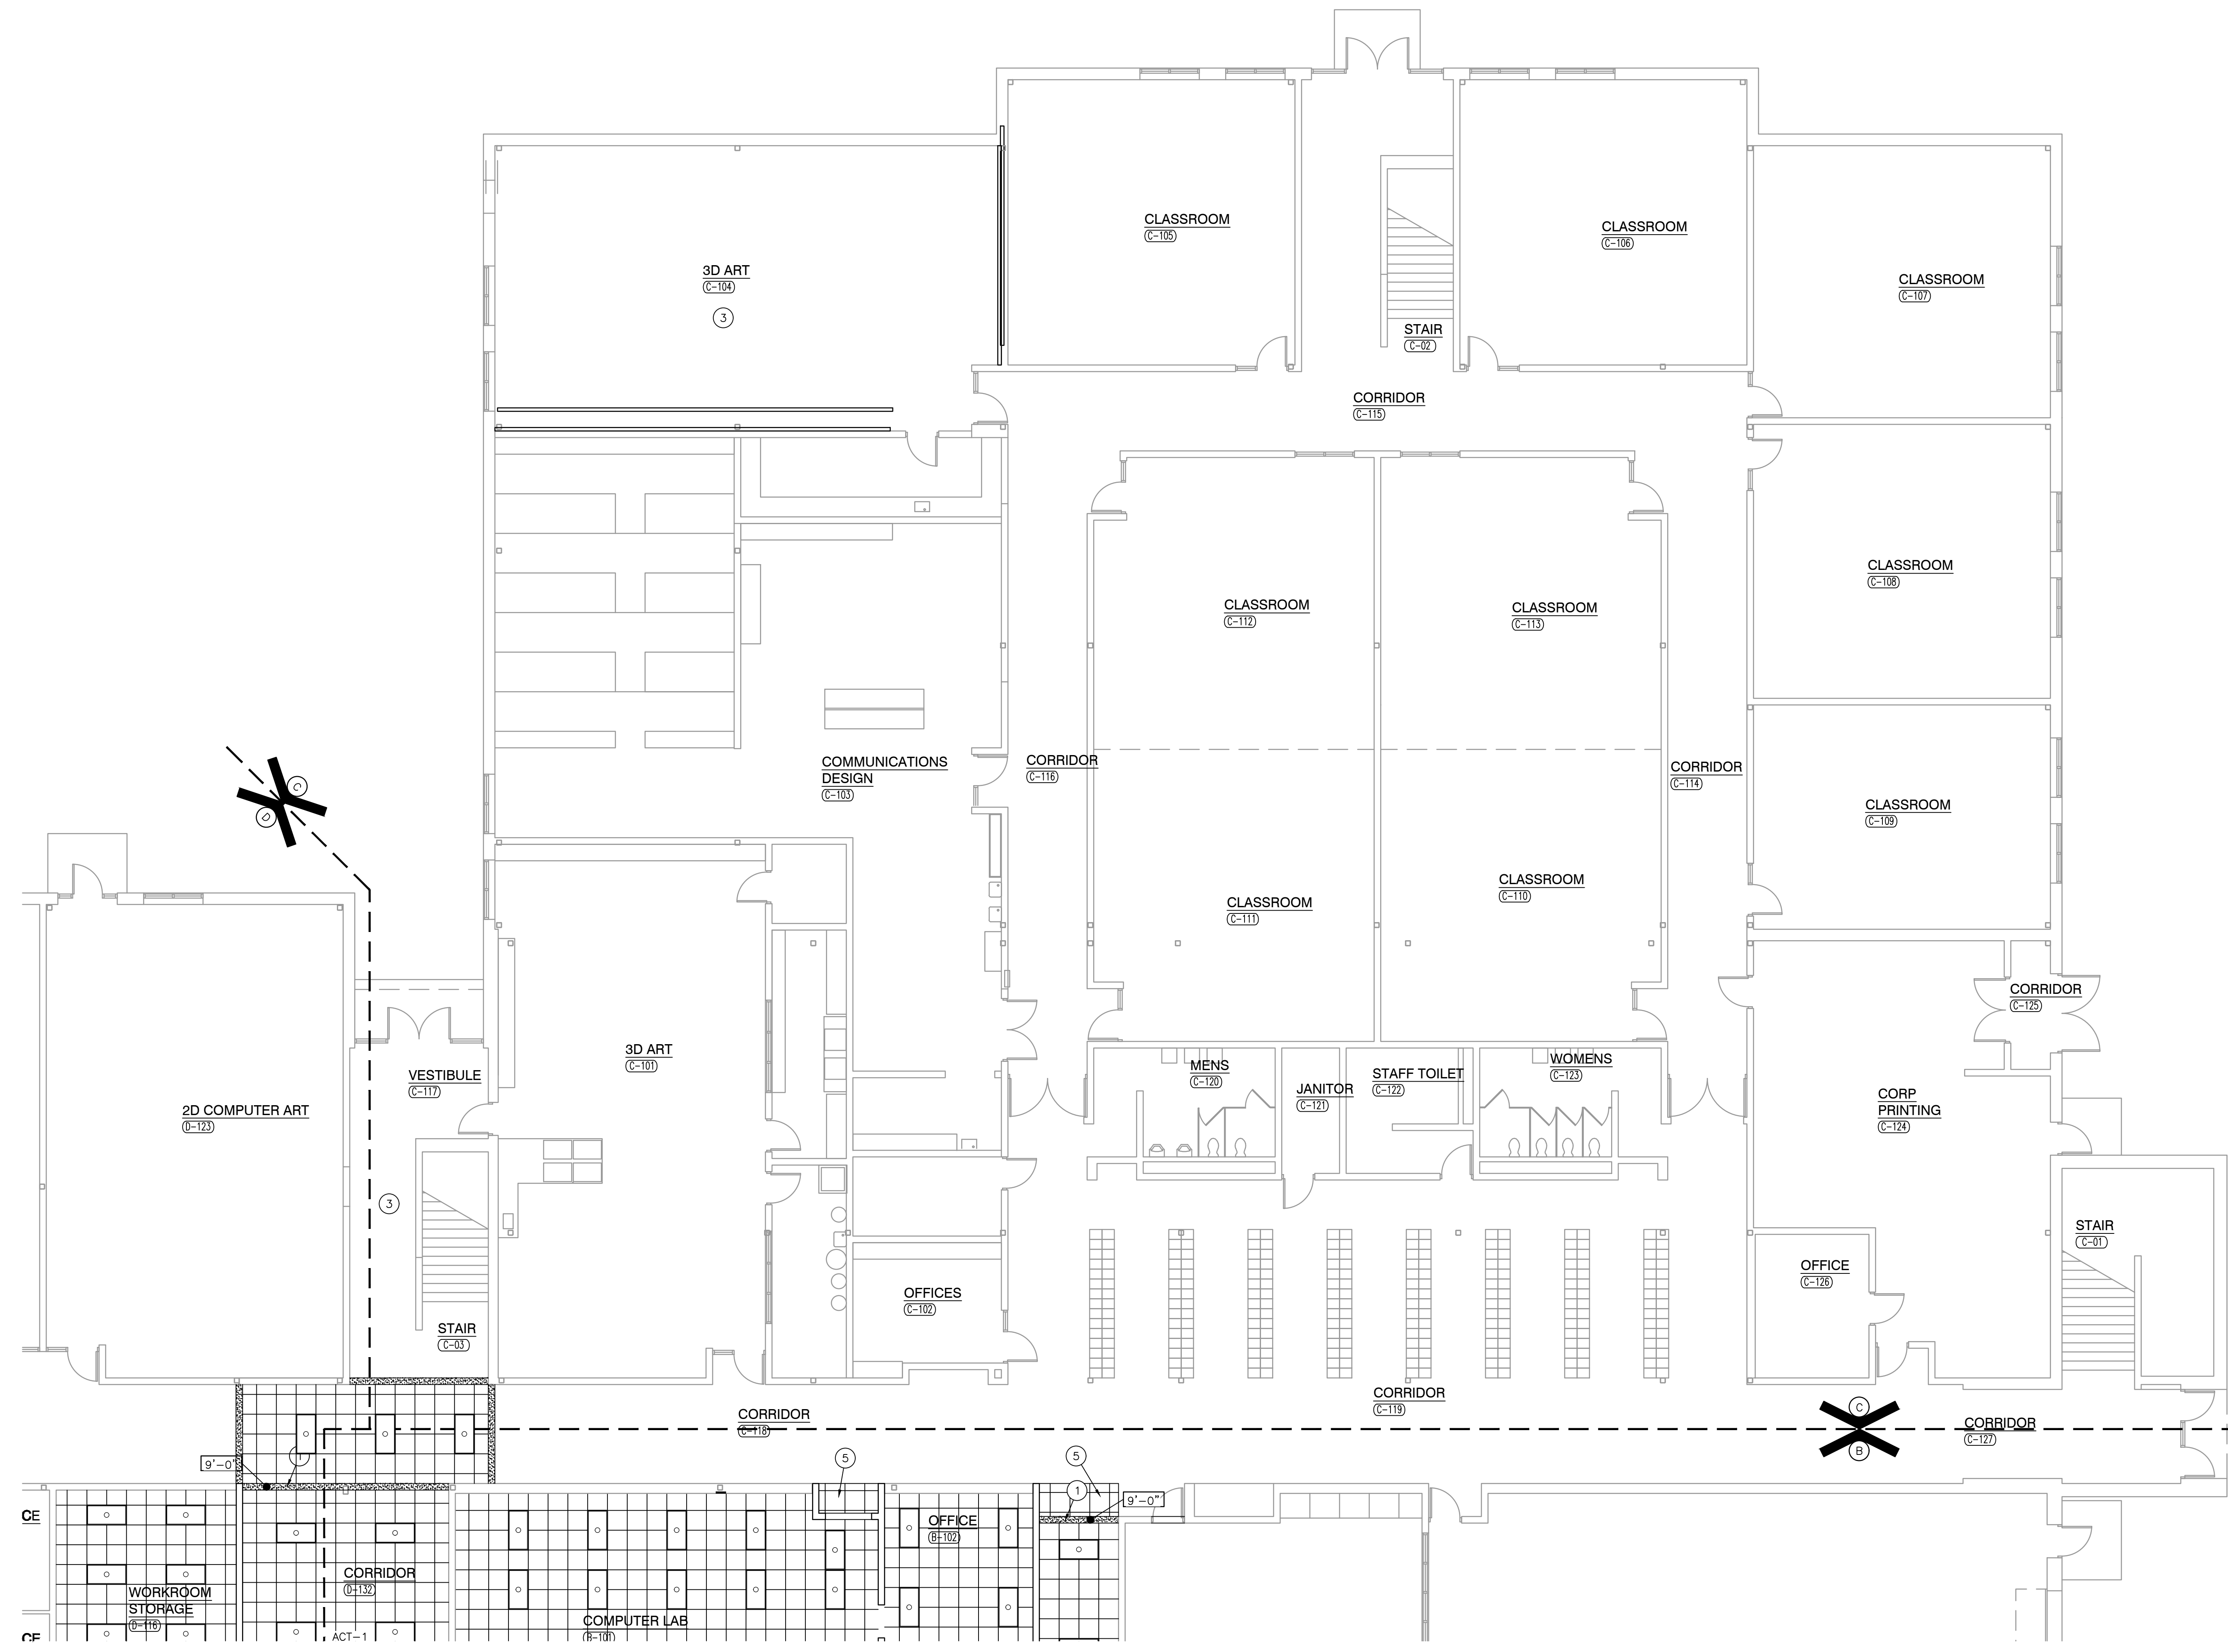 CLASSROOM
C-105
CLASSROOM
C-106
3D ART
C-104
3
CLASSROOM
C-107
STAIR
C-02
CORRIDOR
C-115
CLASSROOM
C-108
CLASSROOM
C-112
CLASSROOM
C-113
COMMUNICATIONS
DESIGN
C-103
CORRIDOR
C-116
CORRIDOR
C-114
CLASSROOM
C-109
C
D
CLASSROOM
C-111
CLASSROOM
C-110
CORRIDOR
C-125
3D ART
C-101
VESTIBULE
C-117
2D COMPUTER ART
D-123
MENS
C-120
JANITOR
C-121
STAFF TOILET
C-122
WOMENS
C-123
CORP
PRINTING
C-124
3
STAIR
C-03
OFFICES
C-102
OFFICE
C-126
STAIR
C-01
CORRIDOR
C-118
CORRIDOR
C-119
C
B
CORRIDOR
C-127
9'-0"
1
5
5
1
9'-0"
CE
OFFICE
B-102
CORRIDOR
D-132
WORKROOM
STORAGE
D-116
COMPUTER LAB
B-101
CE
ACT-1